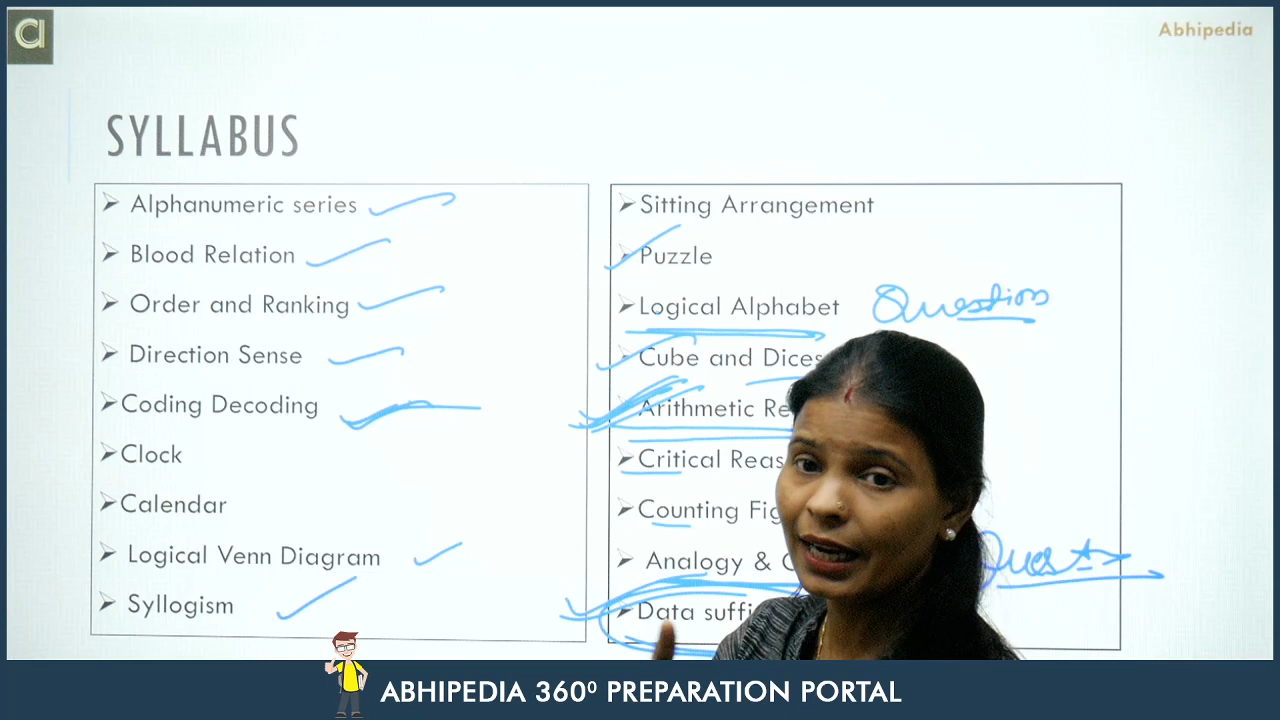 Abhipedia
SYLLABUS
Alphanumeric series
Blood Relation
Order and Ranking
Direction Sense
Coding Decoding
Clock
Calendar
Logical Venn Diagram
Syllogism
Sitting Arrangement
Puzzle
Logical Alphabet Question
Cube and Dices
Arithmetic Re
Critical Reas
Counting Fig
Analogy & C
Data suffi
ABHIPEDIA 360⁰ PREPARATION PORTAL